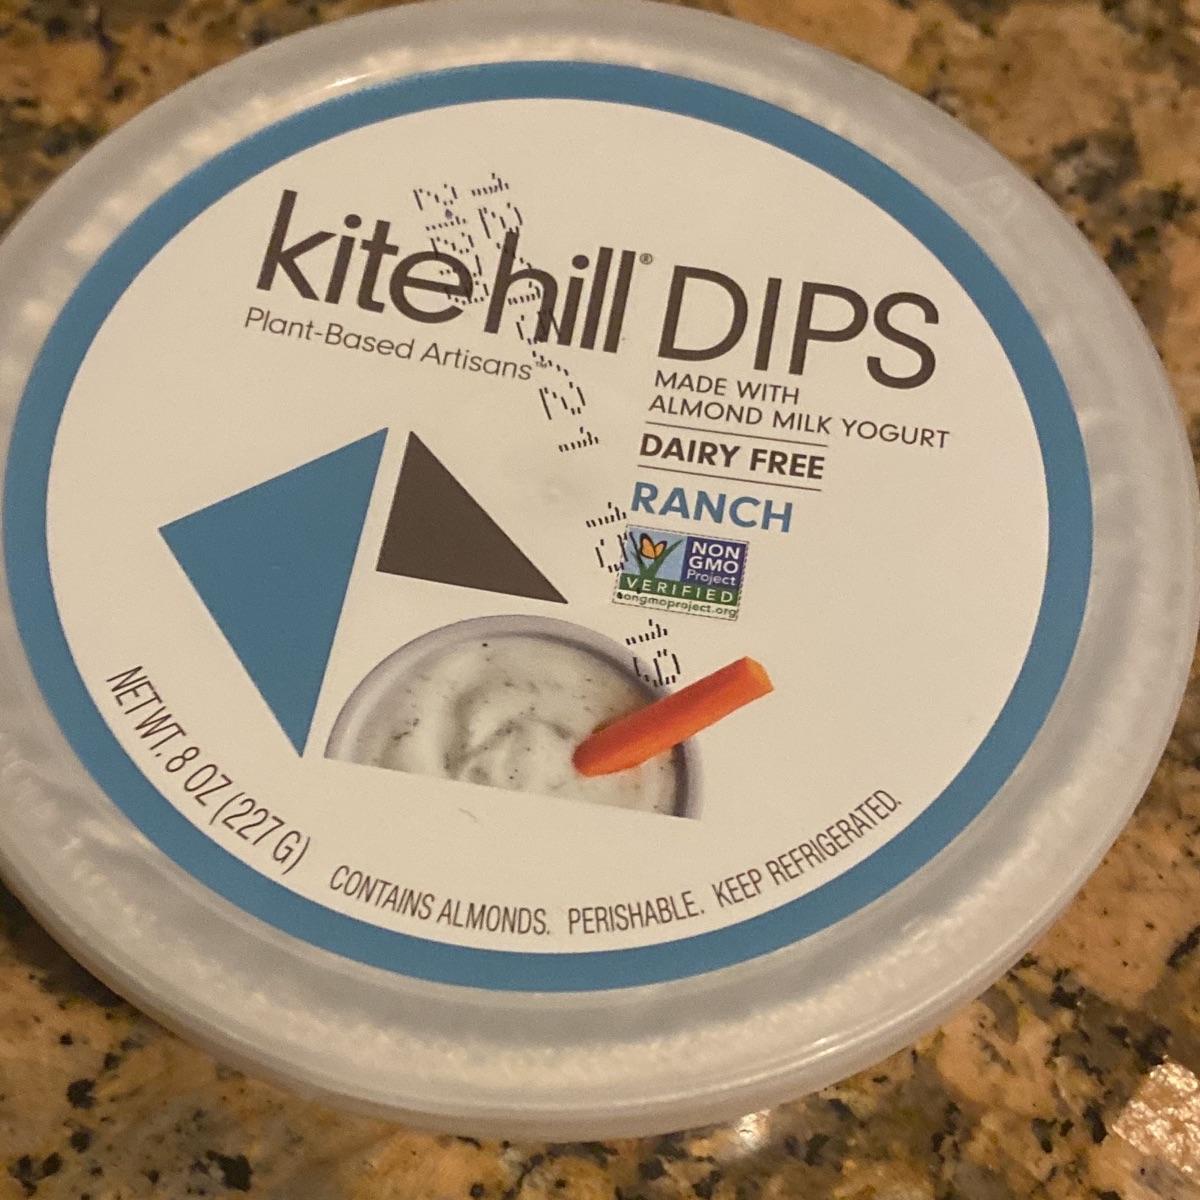 kite hill® DIPS
Plant-Based Artisans™
MADE WITH
ALMOND MILK YOGURT
DAIRY FREE
RANCH
NON
GMO
Project
VERIFIED
nongmoproject.org
NET WT. 8 OZ (227 G) CONTAINS ALMONDS. PERISHABLE. KEEP REFRIGERATED.